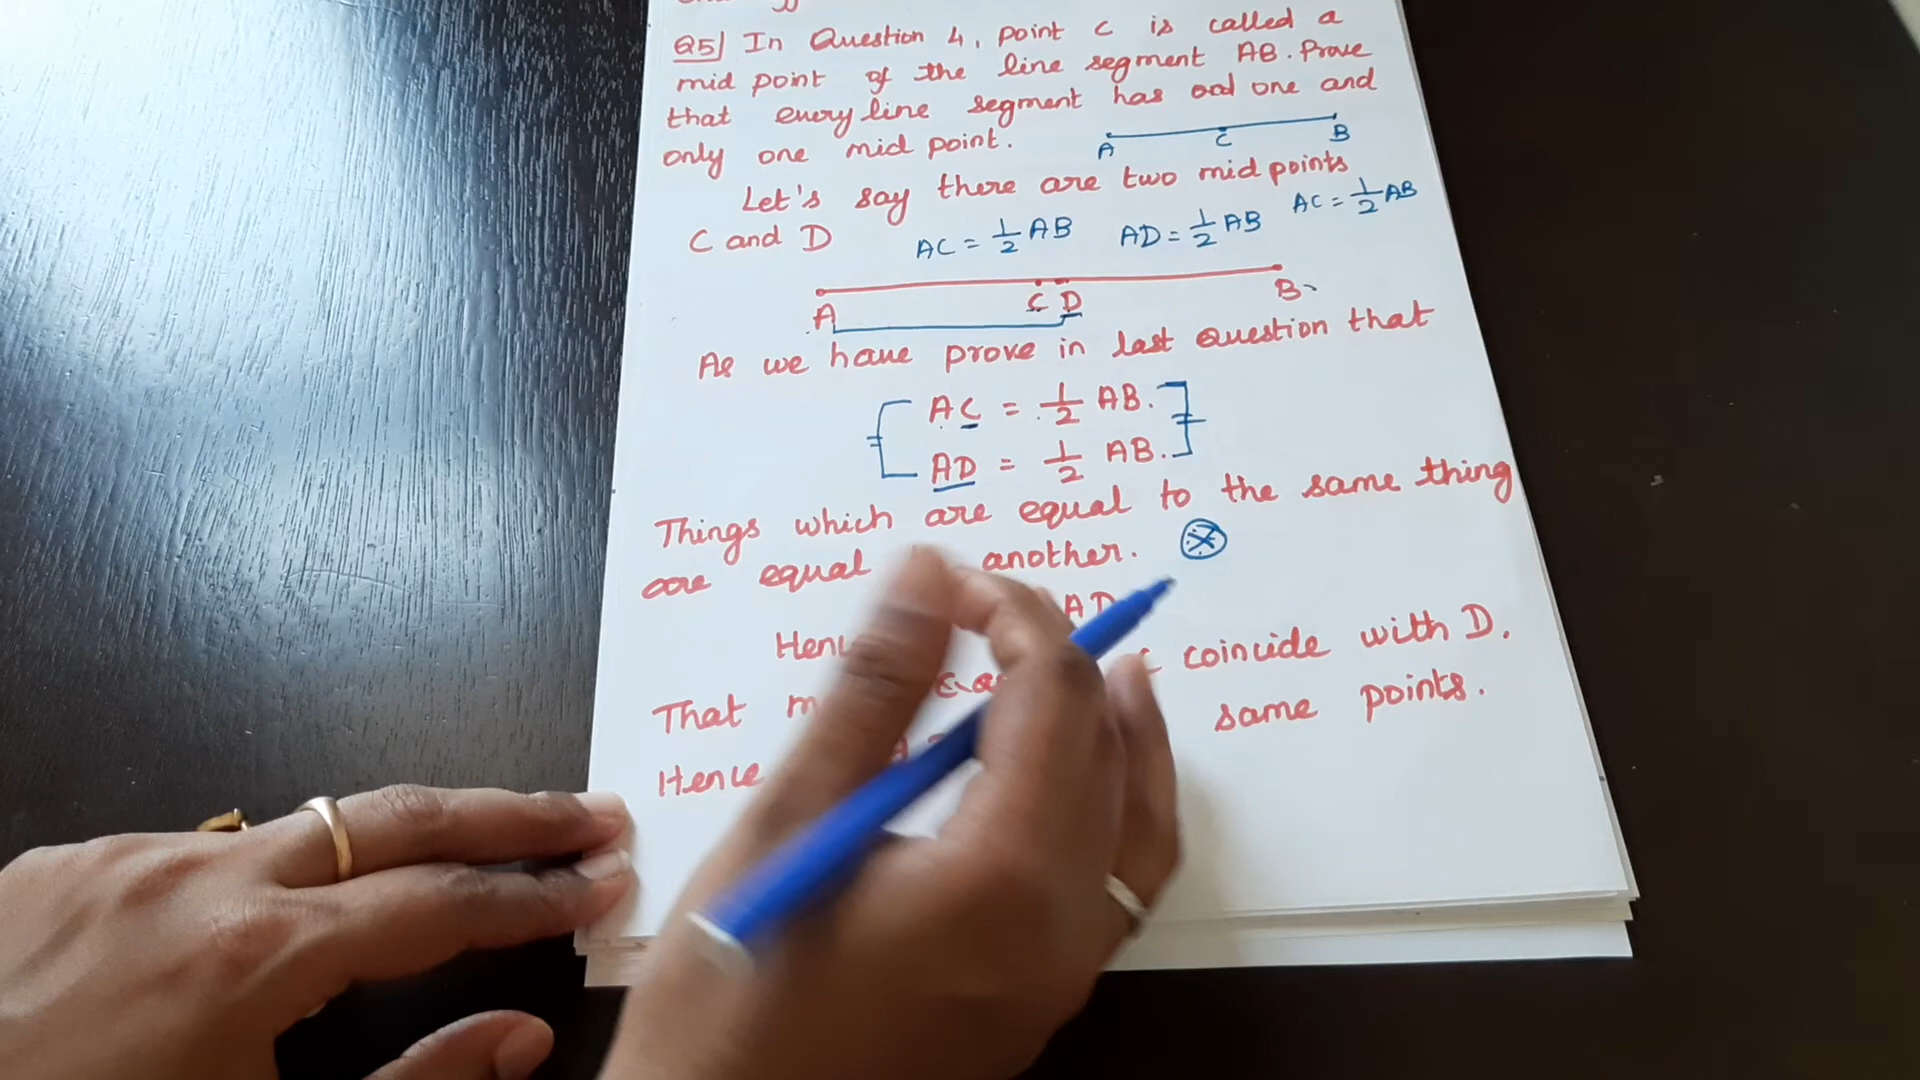 Q5) In Question 4, point C is called a
mid point of the line segment AB. Prove
that every line segment has one and
only one mid point.
A C B
Let's say there are two mid points
C and D AC = 1/2 AB AD = 1/2 AB AC = 1/2 AB
A C D B
As we have prove in last question that
AC = 1/2 AB.
AD = 1/2 AB.
Things which are equal to the same thing
are equal another.
AD
coincide with D.
That same points.
Hence